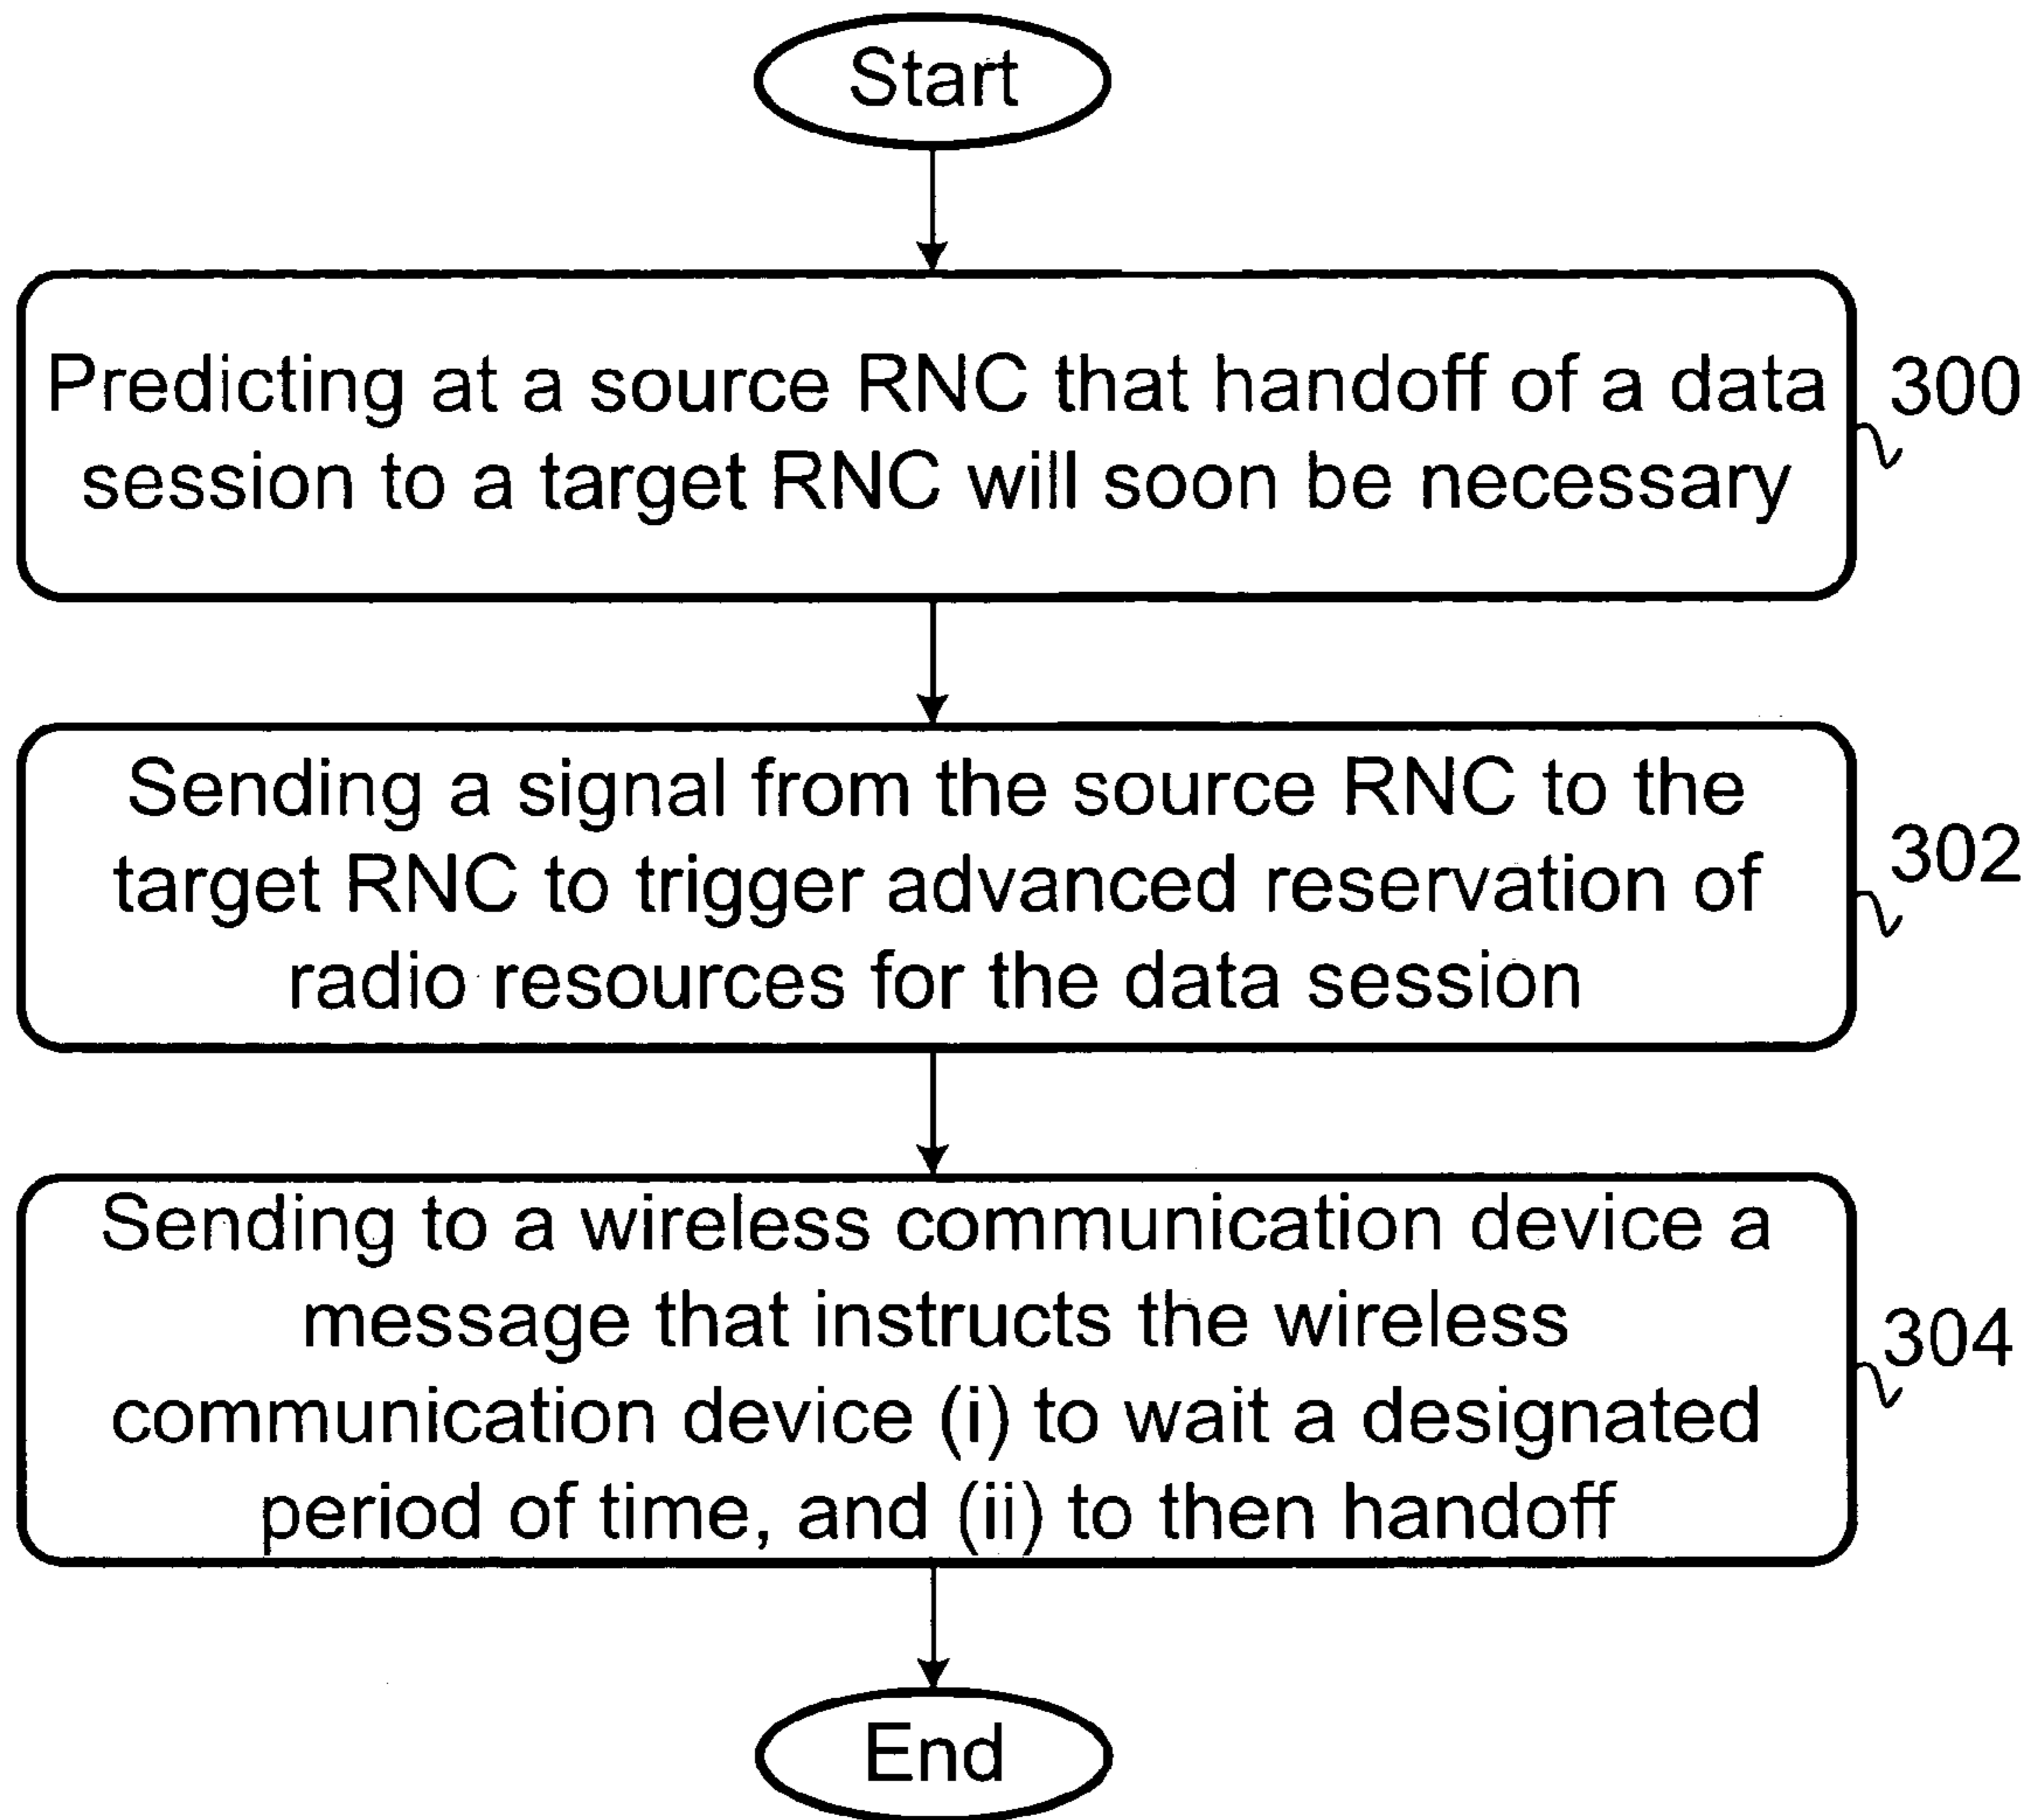 Start
Predicting at a source RNC that handoff of a data
session to a target RNC will soon be necessary
300
Sending a signal from the source RNC to the
target RNC to trigger advanced reservation of
radio resources for the data session
302
Sending to a wireless communication device a
message that instructs the wireless
communication device (i) to wait a designated
period of time, and (ii) to then handoff
304
End